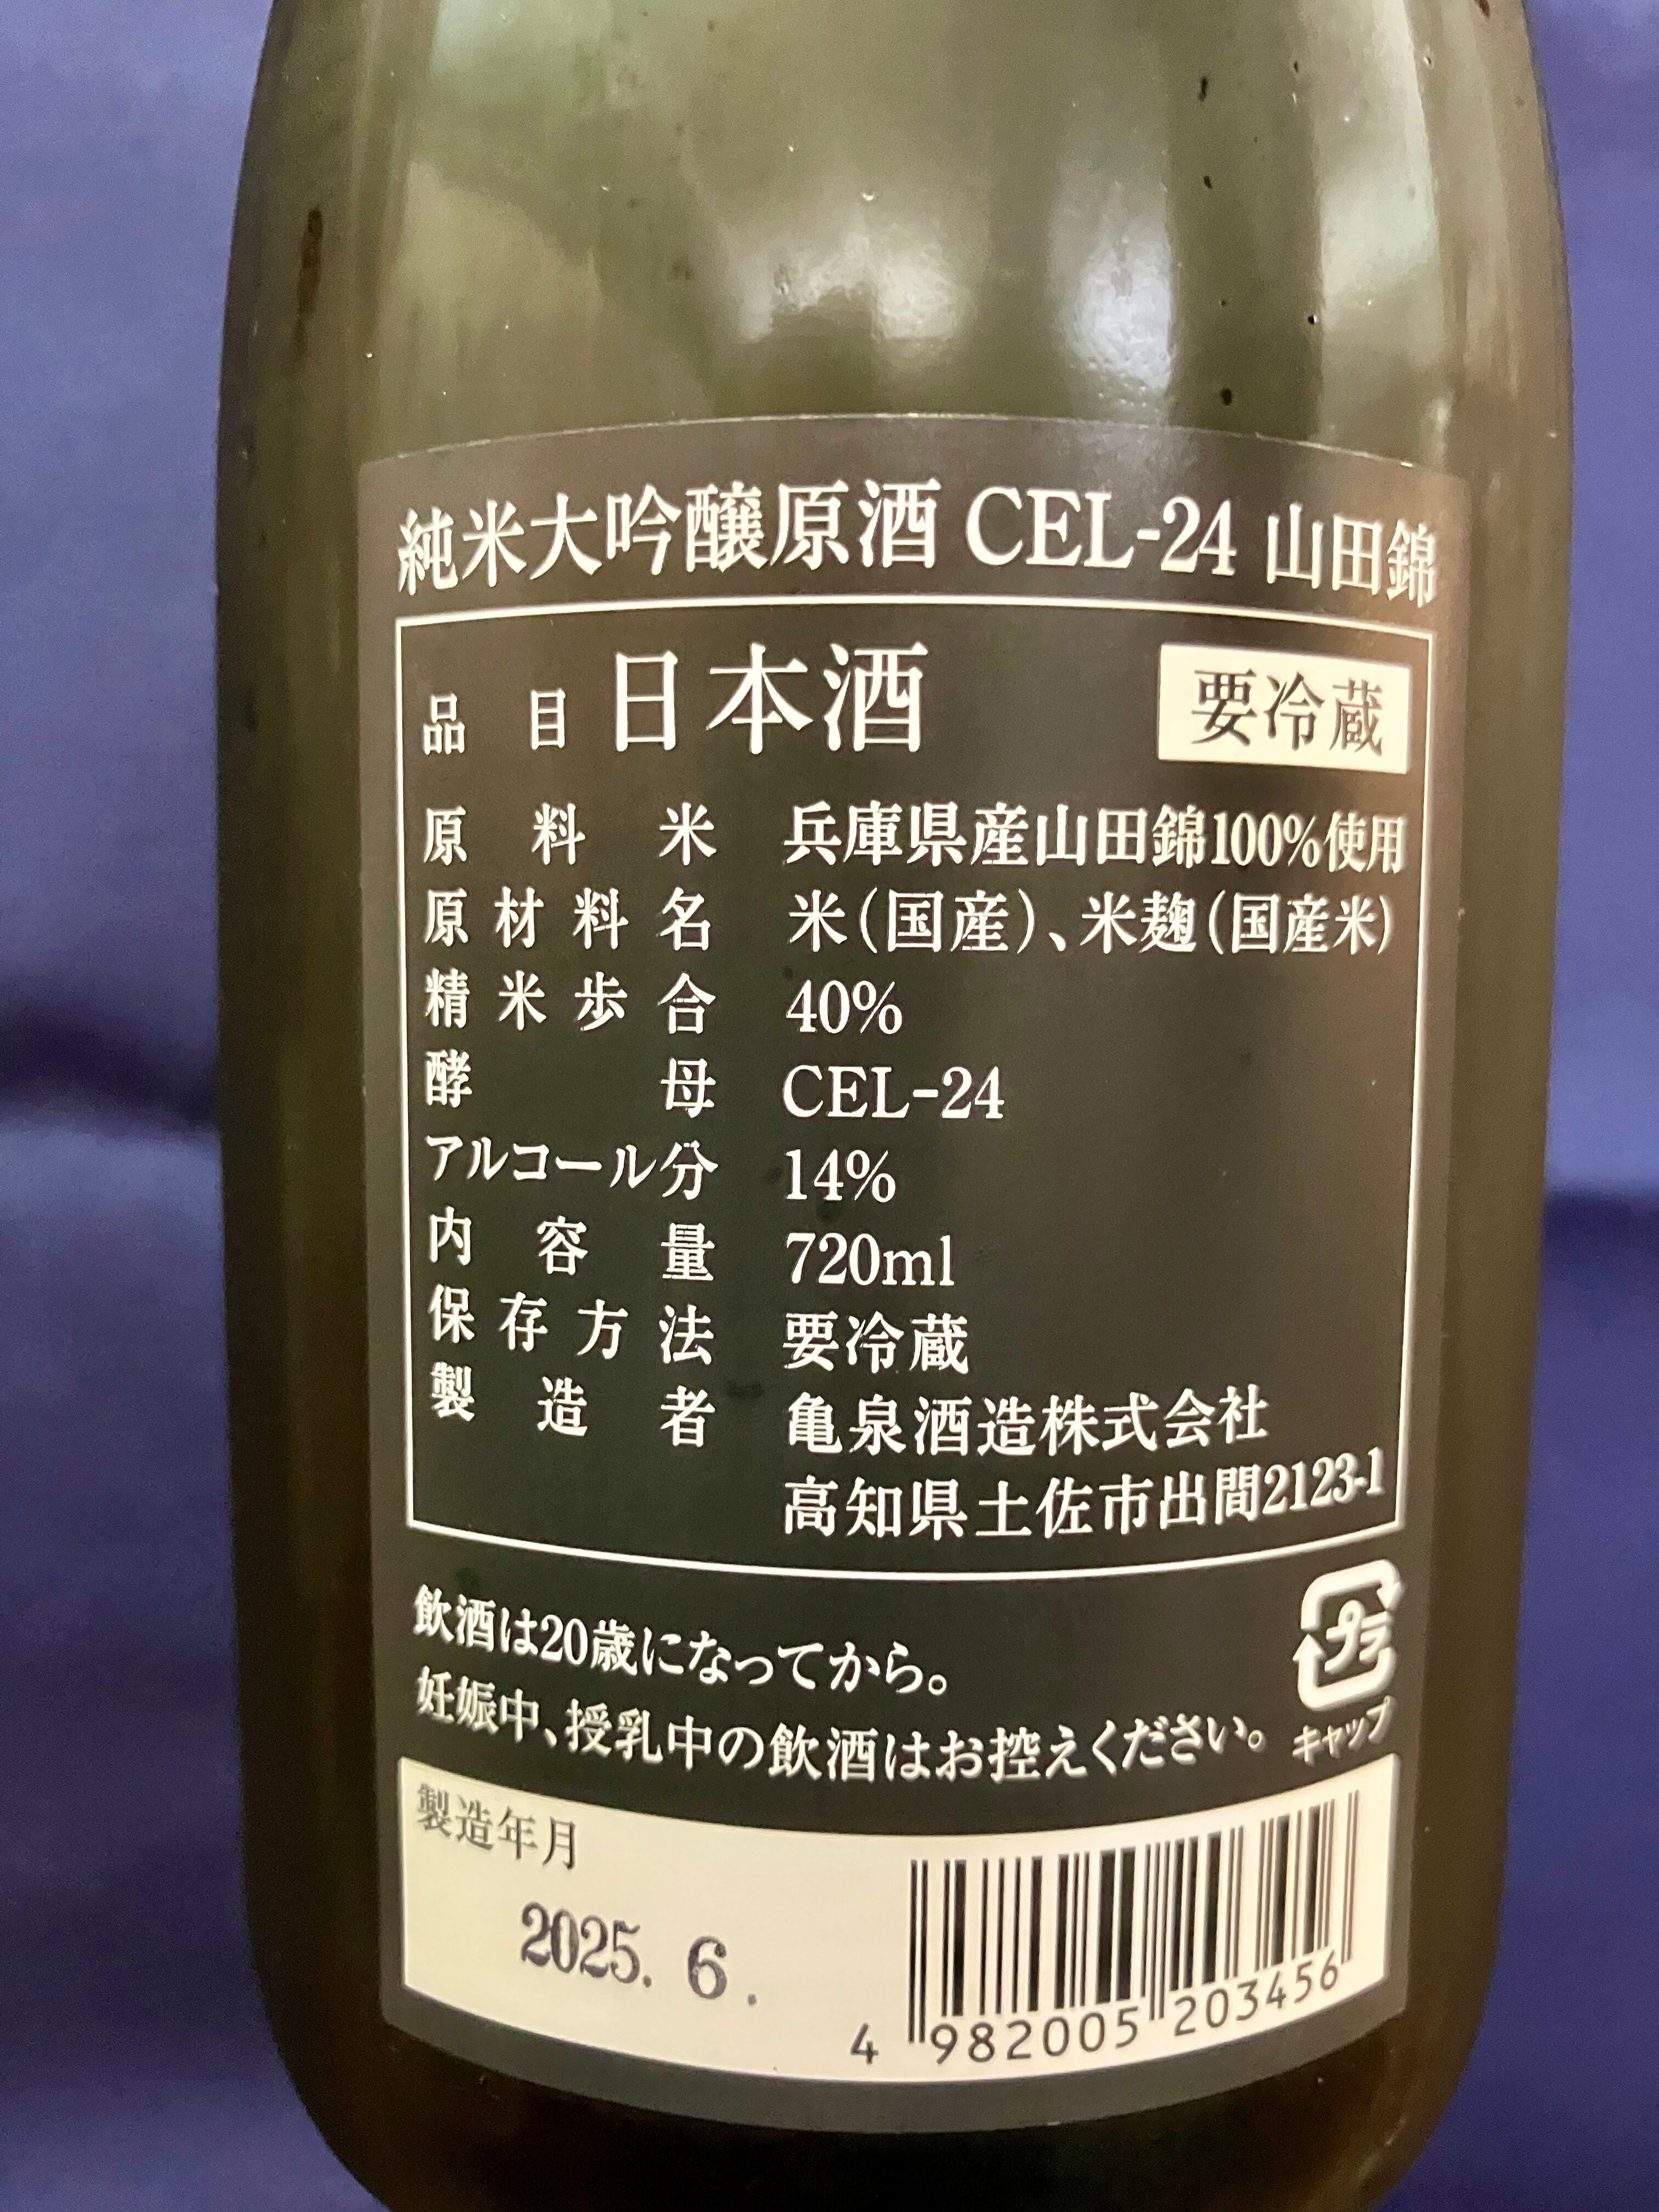 純米大吟醸原酒 CEL-24 山田錦
品目 日本酒 要冷蔵
原料米 兵庫県産山田錦100%使用
原材料名 米(国産)、米麹(国産米)
精米歩合 40%
酵母 CEL-24
アルコール分 14%
内容量 720ml
保存方法 要冷蔵
製造者 亀泉酒造株式会社
高知県土佐市出間2123-1
飲酒は20歳になってから。
妊娠中、授乳中の飲酒はお控えください。
プラ
キャップ
製造年月
2025. 6.
4 982005 203456